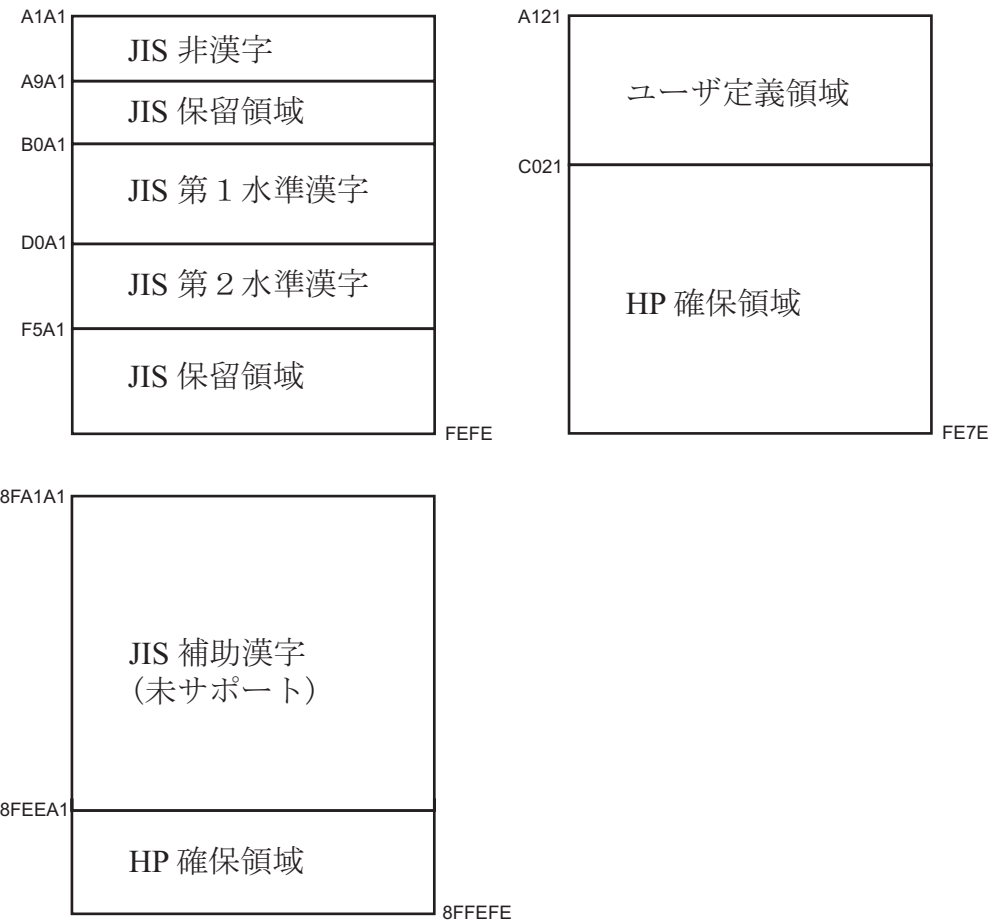 A1A1
JIS 非漢字
A9A1
JIS 保留領域
B0A1
JIS 第１水準漢字
D0A1
JIS 第２水準漢字
F5A1
JIS 保留領域
FEFE
A121
ユーザ定義領域
C021
HP 確保領域
FE7E
8FA1A1
JIS 補助漢字
（未サポート）
8FEEA1
HP 確保領域
8FFEFE